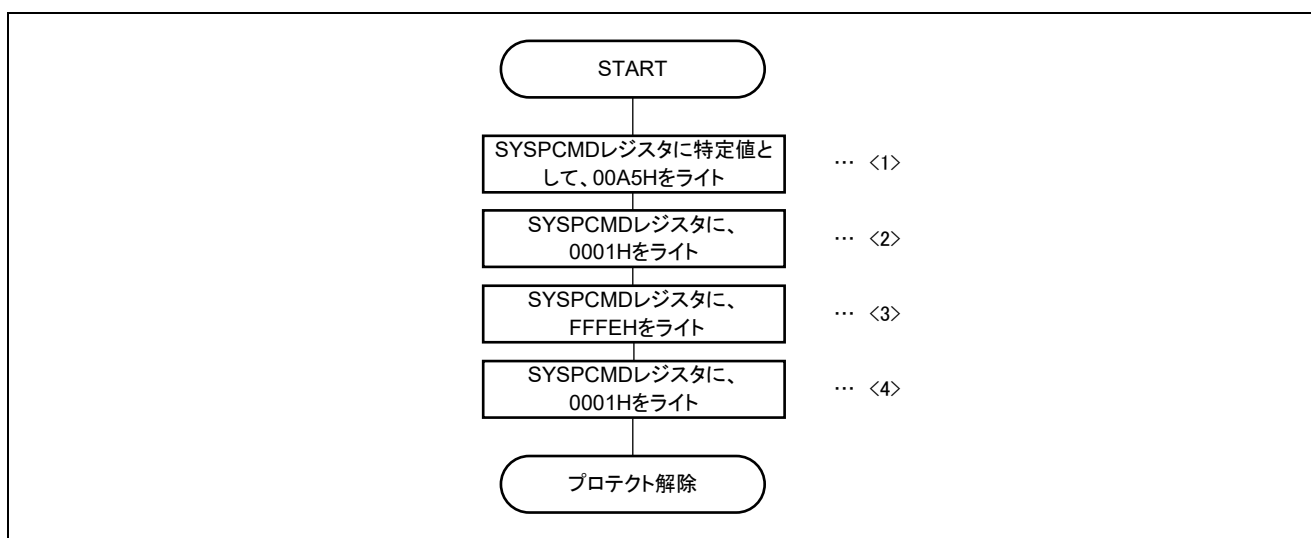 START
SYSPCMDレジスタに特定値と
して、00A5Hをライト
… <1>
SYSPCMDレジスタに、
0001Hをライト
… <2>
SYSPCMDレジスタに、
FFFEHをライト
… <3>
SYSPCMDレジスタに、
0001Hをライト
… <4>
プロテクト解除